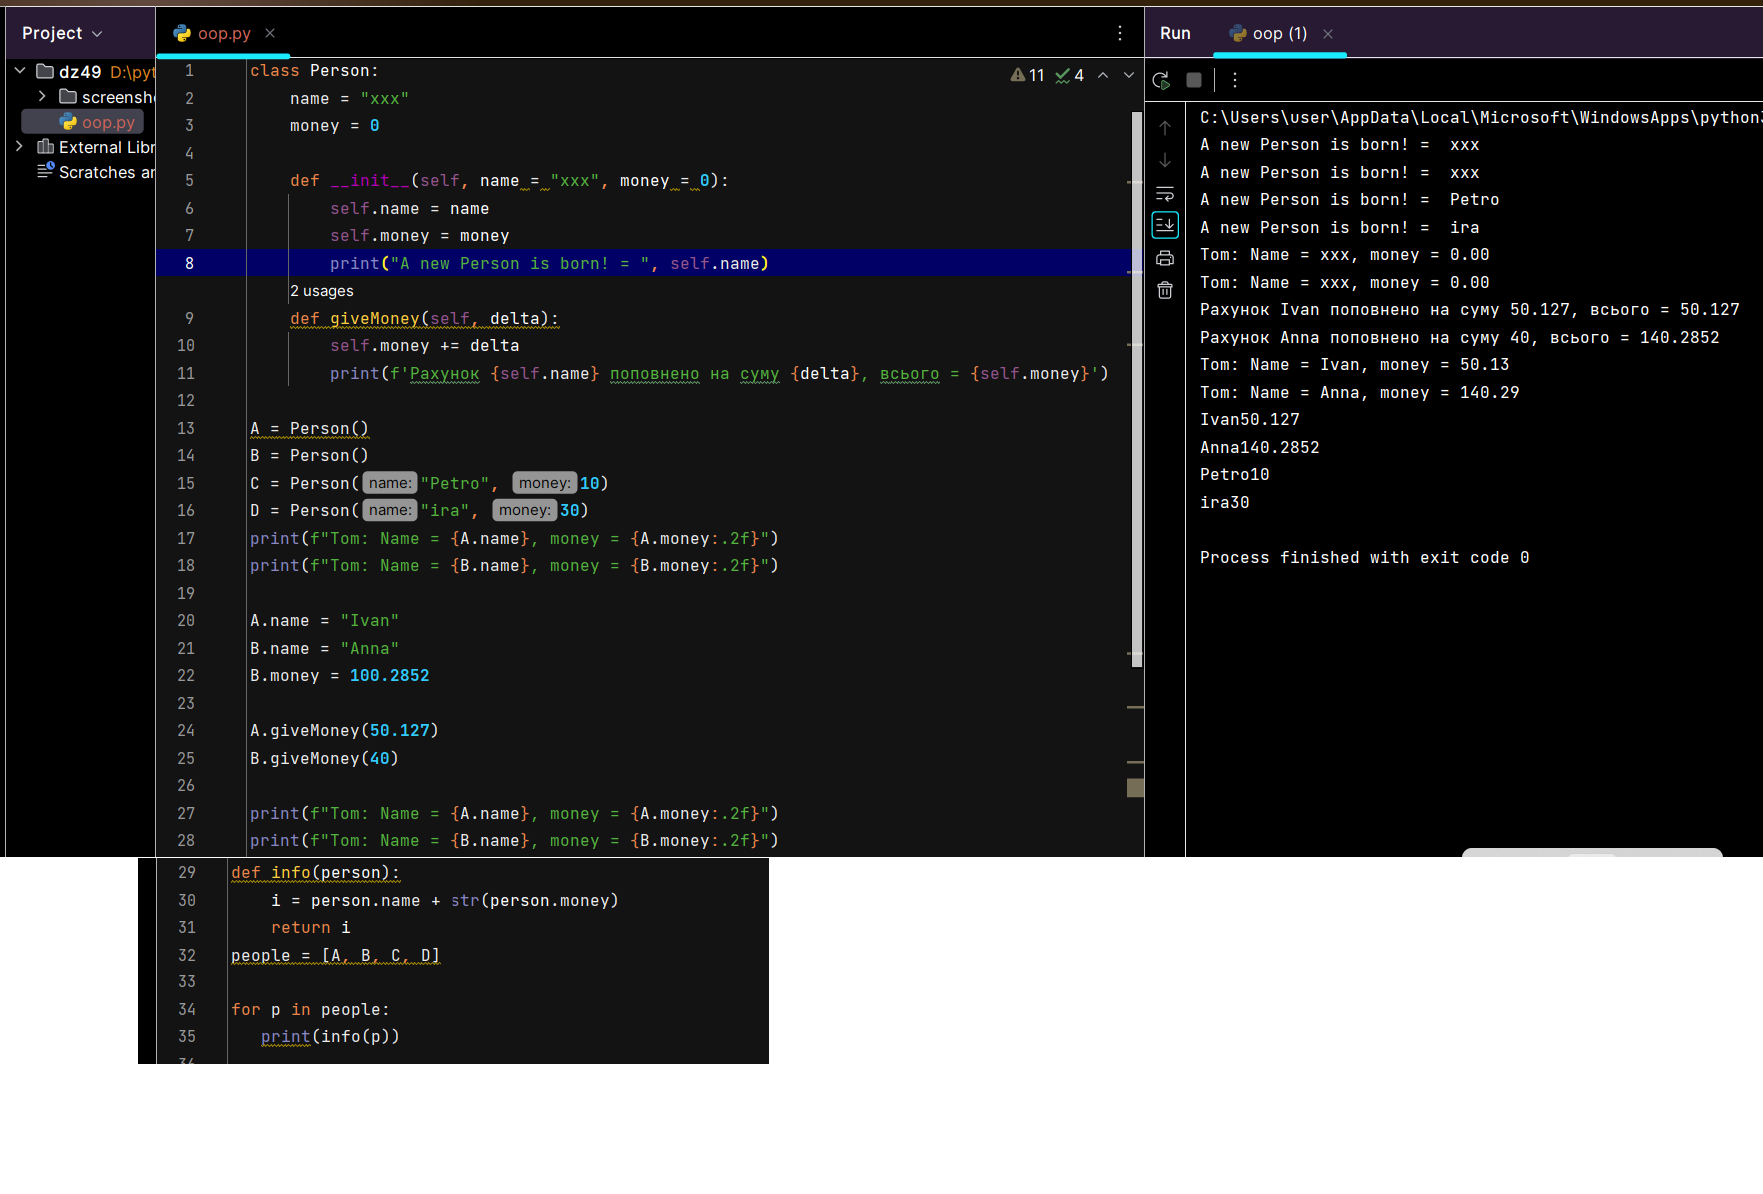 Project
oop.py
Run
oop (1)
dz49 D:\pyt
screensh
oop.py
External Libr
Scratches ar
11 4
1 class Person:
2 name = "xxx"
3 money = 0
4
5 def __init__(self, name = "xxx", money = 0):
6 self.name = name
7 self.money = money
8 print("A new Person is born! = ", self.name)
2 usages
9 def giveMoney(self, delta):
10 self.money += delta
11 print(f'Рахунок {self.name} поповнено на суму {delta}, всього = {self.money}')
12
13 A = Person()
14 B = Person()
15 C = Person(name: "Petro", money: 10)
16 D = Person(name: "ira", money: 30)
17 print(f"Tom: Name = {A.name}, money = {A.money:.2f}")
18 print(f"Tom: Name = {B.name}, money = {B.money:.2f}")
19
20 A.name = "Ivan"
21 B.name = "Anna"
22 B.money = 100.2852
23
24 A.giveMoney(50.127)
25 B.giveMoney(40)
26
27 print(f"Tom: Name = {A.name}, money = {A.money:.2f}")
28 print(f"Tom: Name = {B.name}, money = {B.money:.2f}")
29 def info(person):
30 i = person.name + str(person.money)
31 return i
32 people = [A, B, C, D]
33
34 for p in people:
35 print(info(p))
C:\Users\user\AppData\Local\Microsoft\WindowsApps\python
A new Person is born! =  xxx
A new Person is born! =  xxx
A new Person is born! =  Petro
A new Person is born! =  ira
Tom: Name = xxx, money = 0.00
Tom: Name = xxx, money = 0.00
Рахунок Ivan поповнено на суму 50.127, всього = 50.127
Рахунок Anna поповнено на суму 40, всього = 140.2852
Tom: Name = Ivan, money = 50.13
Tom: Name = Anna, money = 140.29
Ivan50.127
Anna140.2852
Petro10
ira30
Process finished with exit code 0